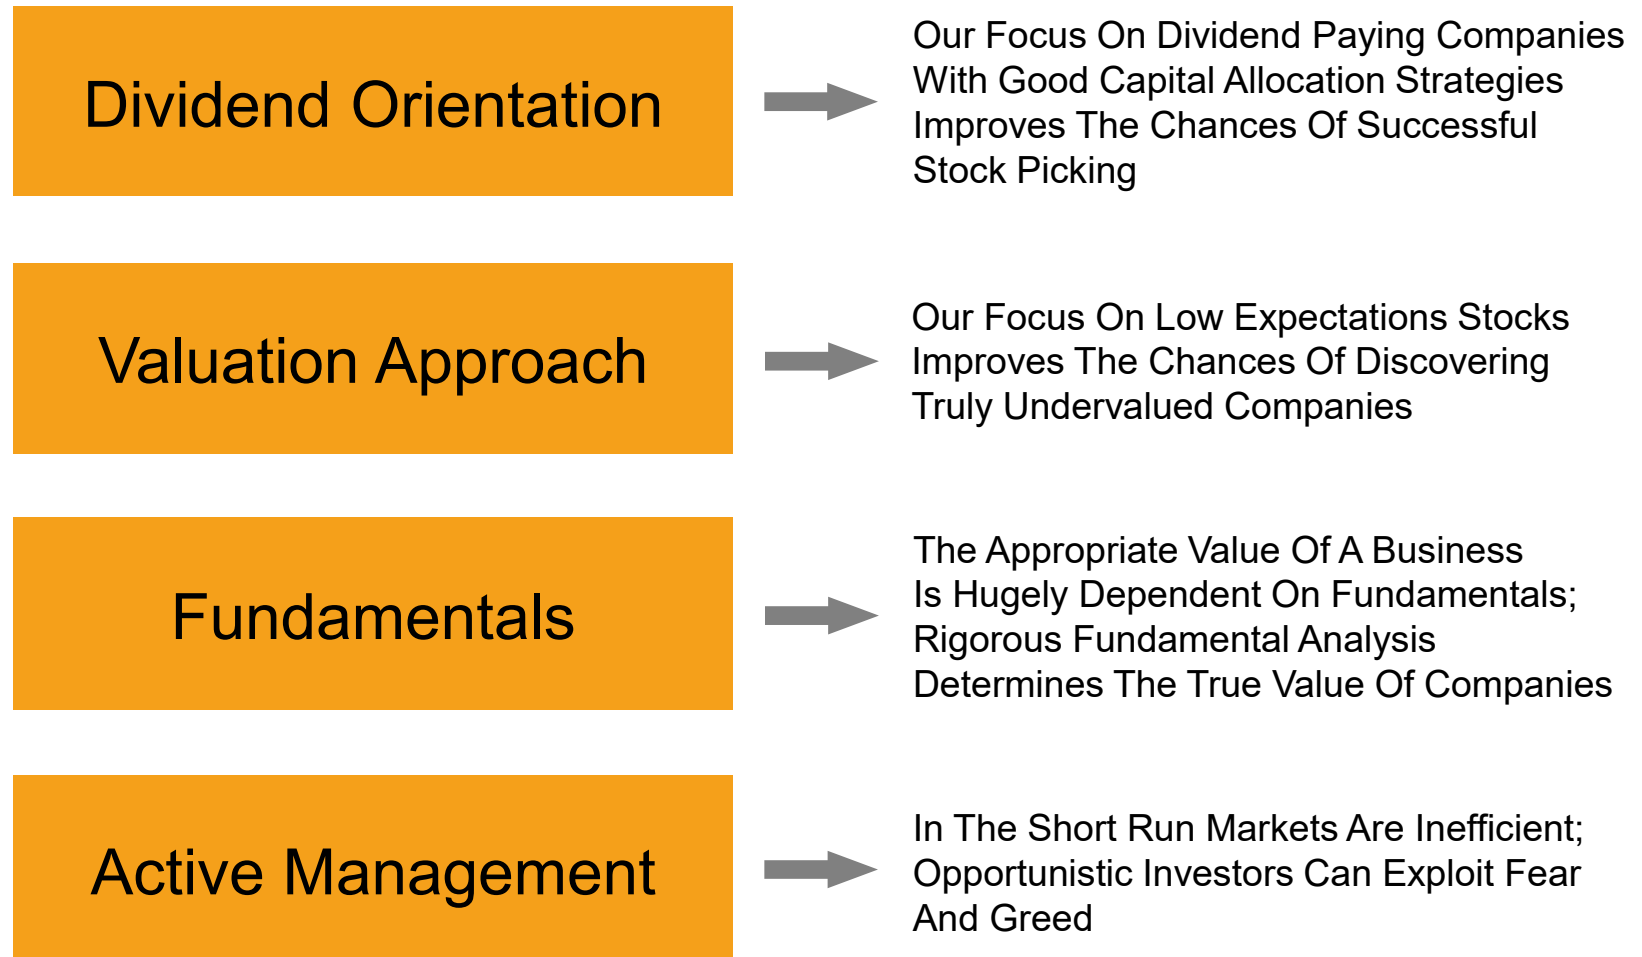 Dividend Orientation
Our Focus On Dividend Paying Companies
With Good Capital Allocation Strategies
Improves The Chances Of Successful
Stock Picking
Valuation Approach
Our Focus On Low Expectations Stocks
Improves The Chances Of Discovering
Truly Undervalued Companies
Fundamentals
The Appropriate Value Of A Business
Is Hugely Dependent On Fundamentals;
Rigorous Fundamental Analysis
Determines The True Value Of Companies
Active Management
In The Short Run Markets Are Inefficient;
Opportunistic Investors Can Exploit Fear
And Greed